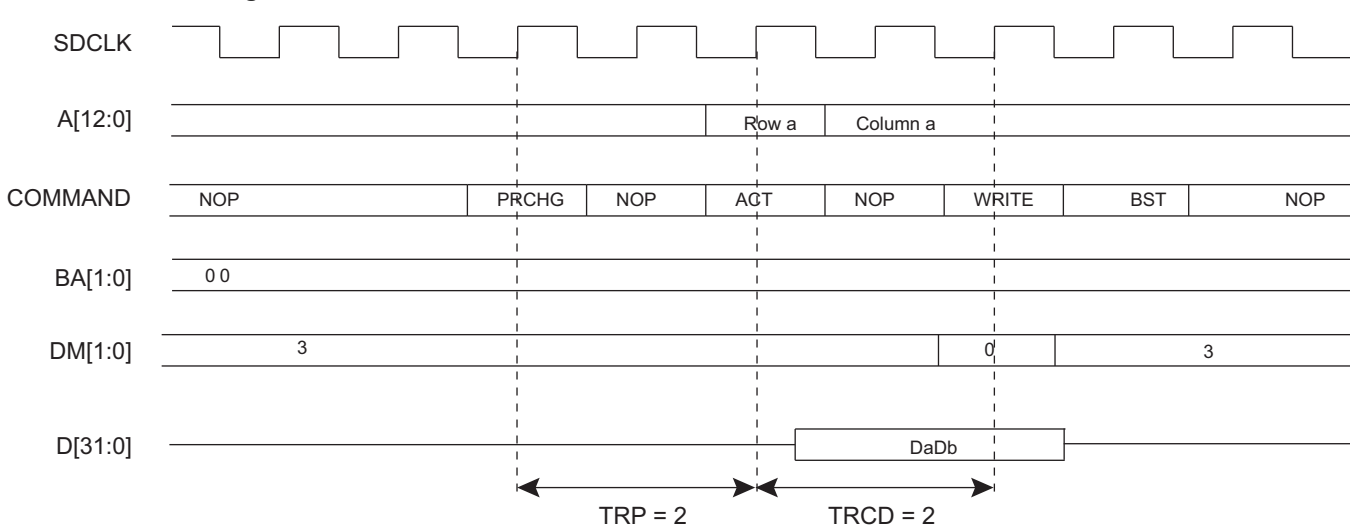 SDCLK
A[12:0] Row a Column a
COMMAND NOP PRCHG NOP ACT NOP WRITE BST NOP
BA[1:0] 0 0
DM[1:0] 3 0 3
D[31:0] DaDb
TRP = 2 TRCD = 2